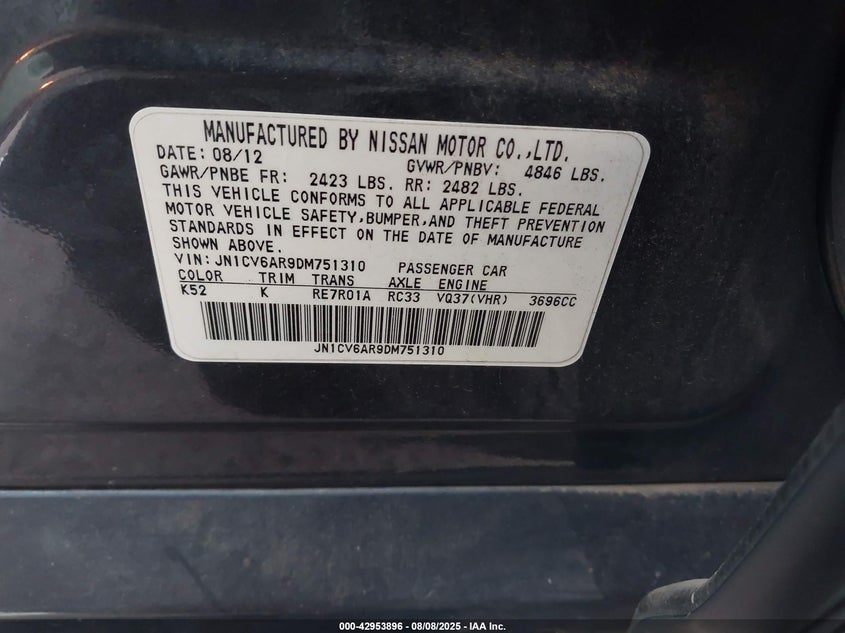 MANUFACTURED BY NISSAN MOTOR CO.,LTD.
DATE: 08/12 GVWR/PNBV: 4846 LBS.
GAWR/PNBE FR: 2423 LBS. RR: 2482 LBS.
THIS VEHICLE CONFORMS TO ALL APPLICABLE FEDERAL
MOTOR VEHICLE SAFETY,BUMPER,AND THEFT PREVENTION
STANDARDS IN EFFECT ON THE DATE OF MANUFACTURE
SHOWN ABOVE.
VIN: JN1CV6AR9DM751310 PASSENGER CAR
COLOR TRIM TRANS AXLE ENGINE
K52 K RE7R01A RC33 VQ37(VHR) 3696CC
JN1CV6AR9DM751310
000-42953896 - 08/08/2025 - IAA Inc.